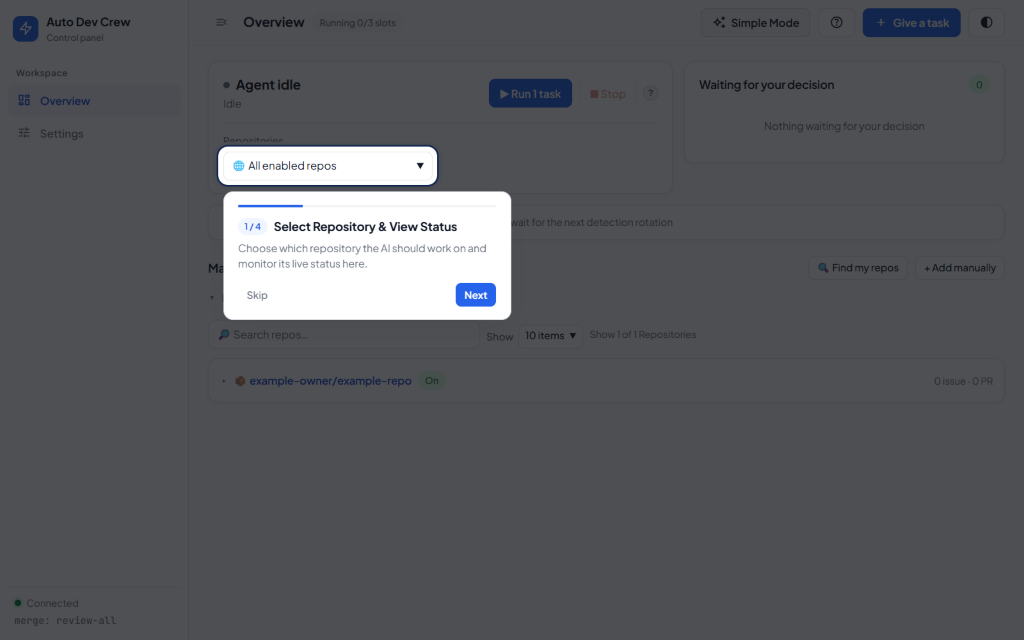 Auto Dev Crew
Control panel
Workspace
Overview
Settings
Connected
merge: review-all
Overview
Running 0/3 slots
Simple Mode
+ Give a task
Agent idle
Idle
Run 1 task
Stop
?
Repositories
All enabled repos
Waiting for your decision
0
Nothing waiting for your decision
1 / 4
Select Repository & View Status
Choose which repository the AI should work on and
monitor its live status here.
Skip
Next
wait for the next detection rotation
Ma
Find my repos
+ Add manually
Search repos...
Show
10 items
Show 1 of 1 Repositories
example-owner/example-repo
On
0 issue · 0 PR